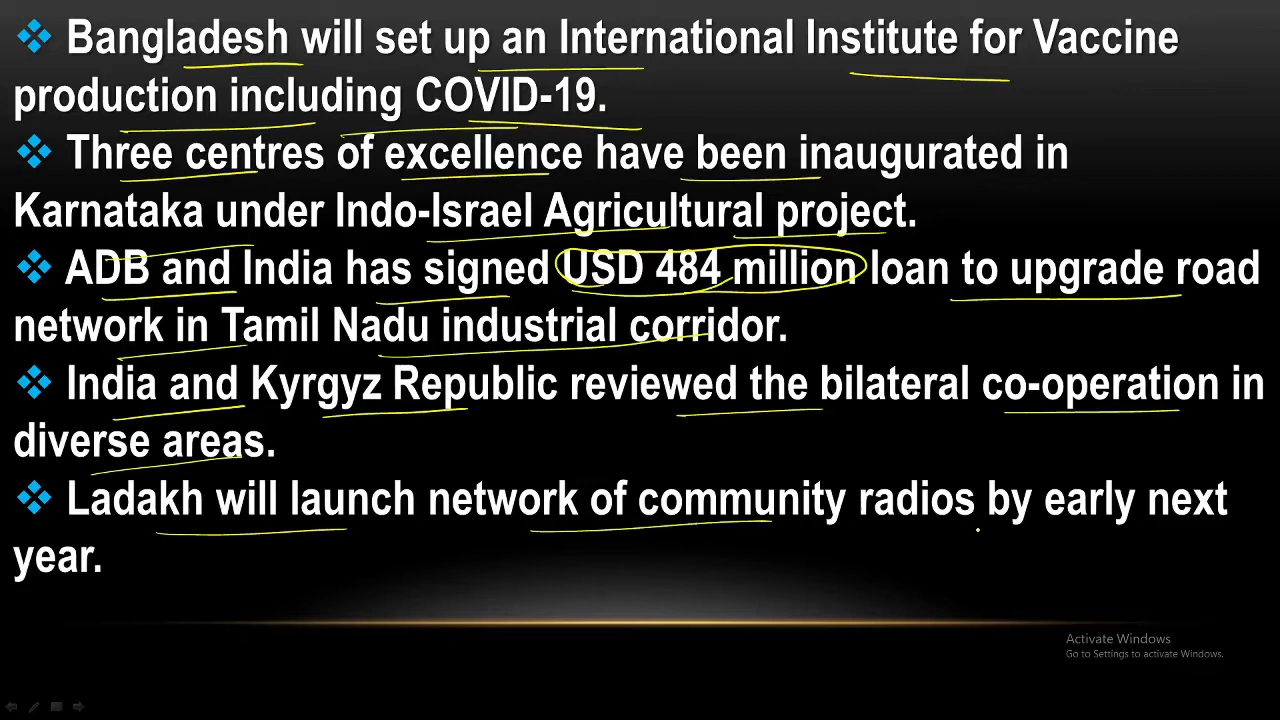 Bangladesh will set up an International Institute for Vaccine
production including COVID-19.
Three centres of excellence have been inaugurated in
Karnataka under Indo-Israel Agricultural project.
ADB and India has signed USD 484 million loan to upgrade road
network in Tamil Nadu industrial corridor.
India and Kyrgyz Republic reviewed the bilateral co-operation in
diverse areas.
Ladakh will launch network of community radios by early next
year.
Activate Windows
Go to Settings to activate Windows.